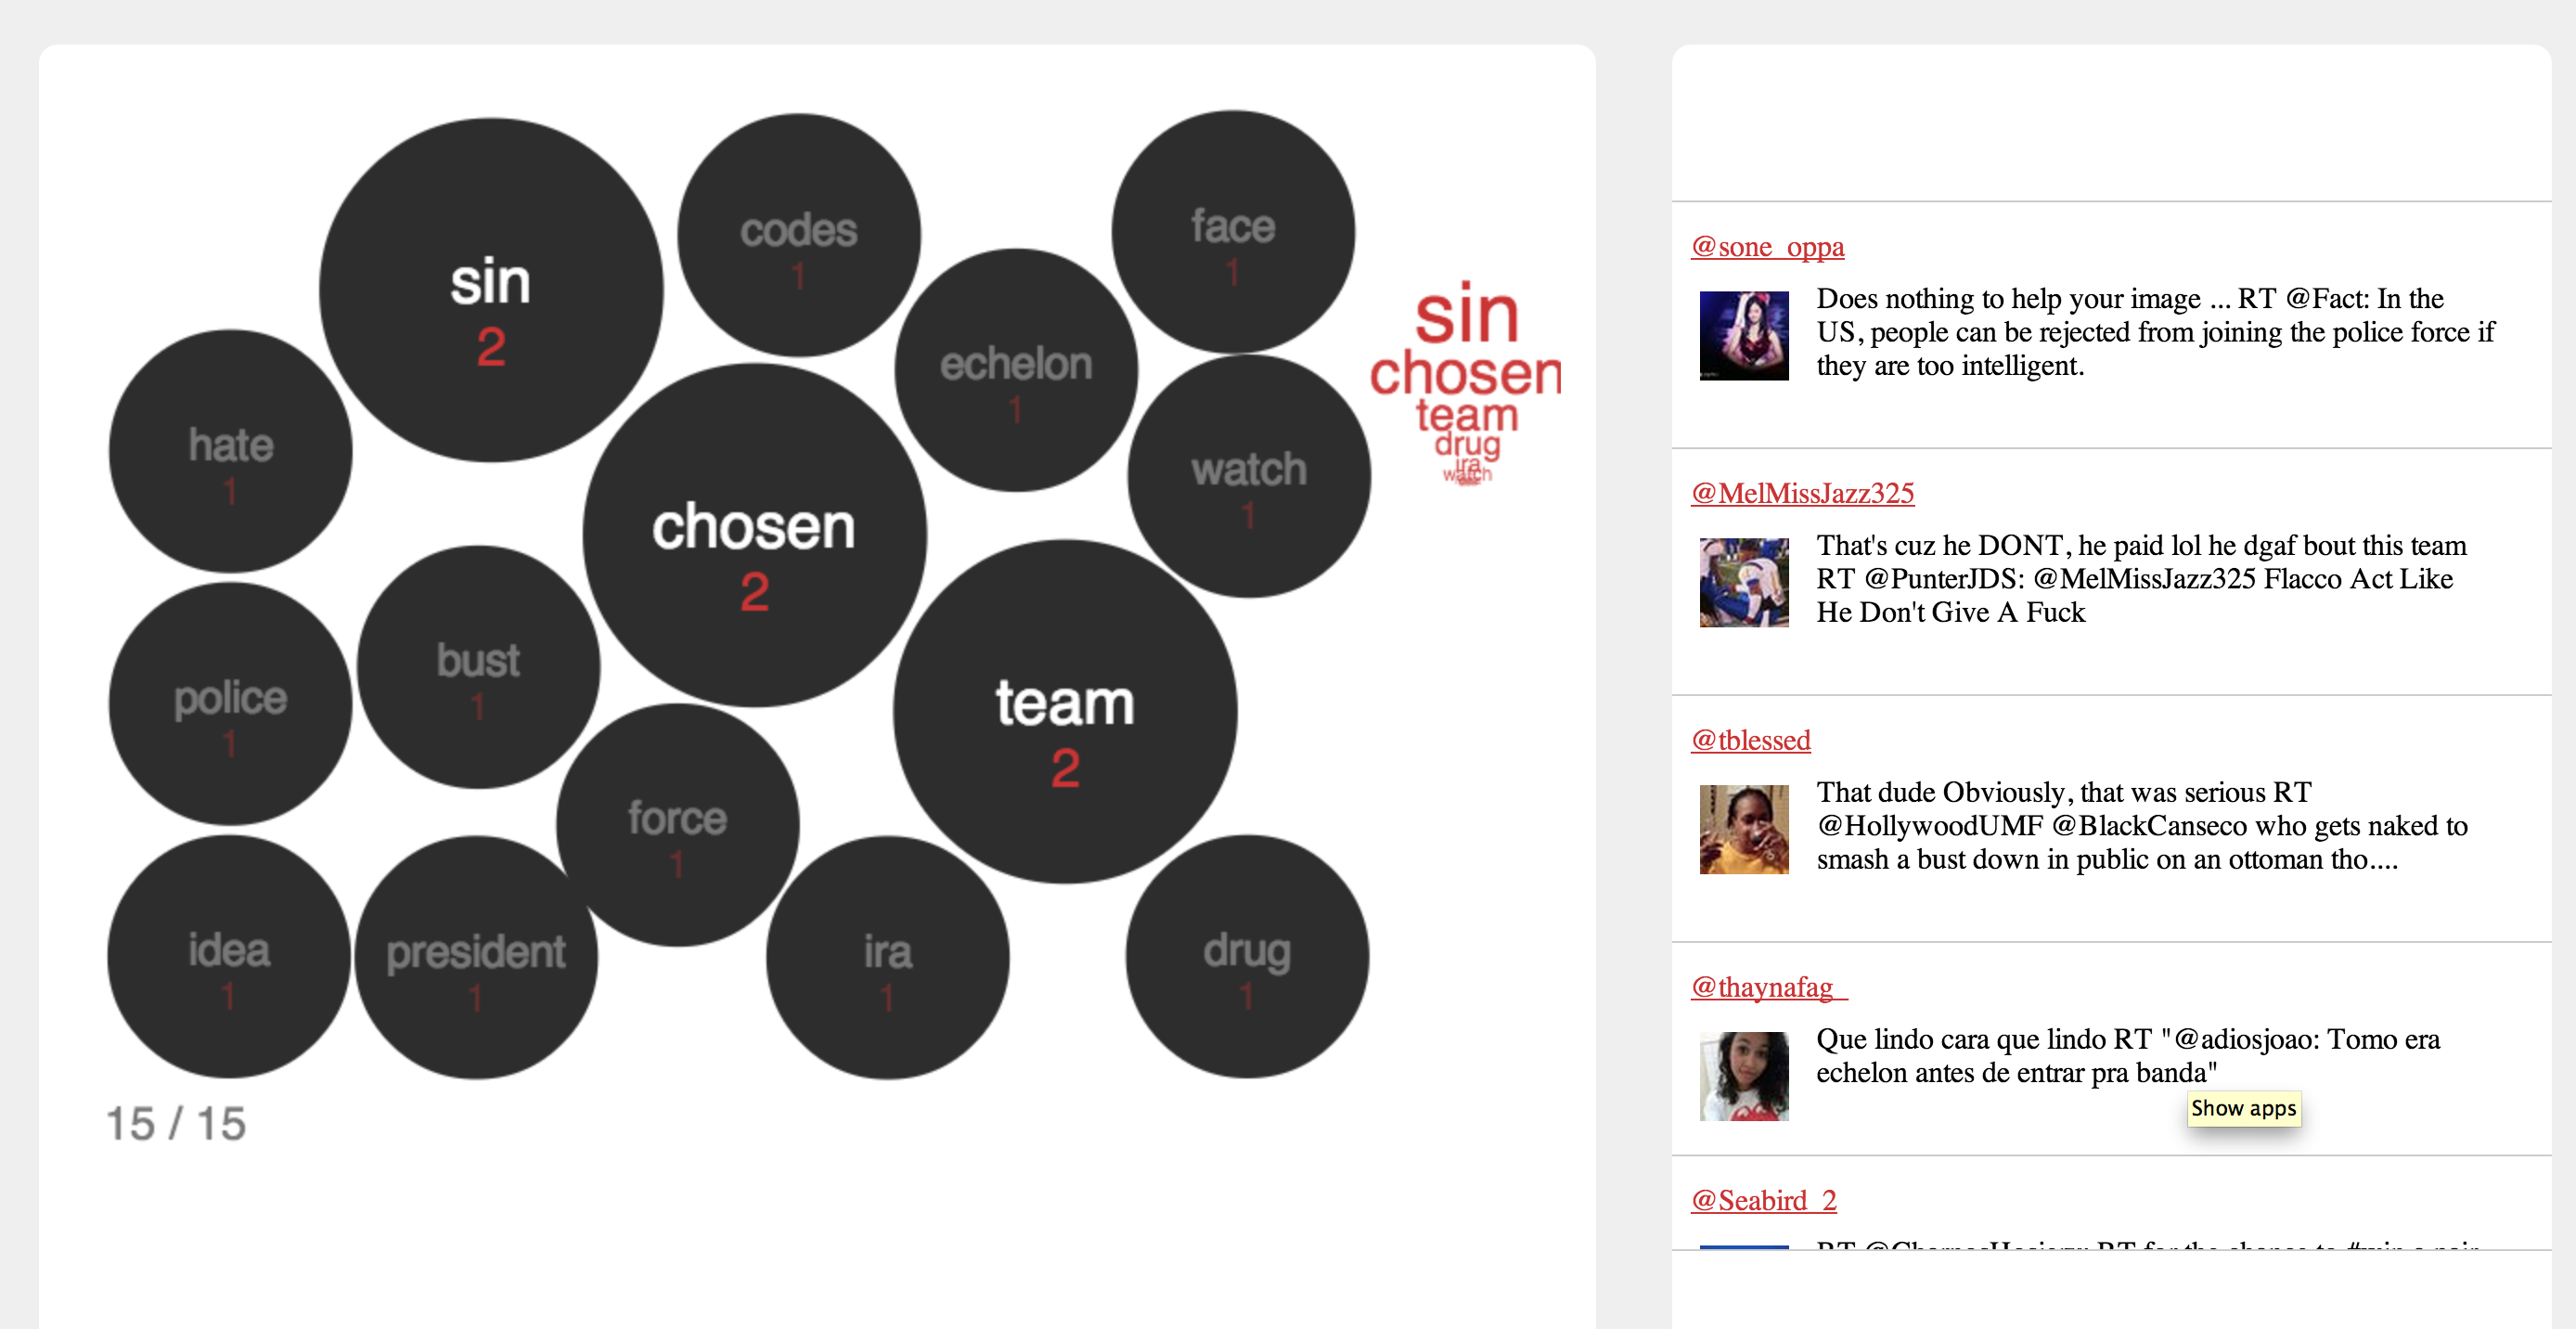 sin
2
codes
1
face
1
echelon
1
hate
1
chosen
2
watch
1
bust
1
police
1
team
2
force
1
idea
1
president
1
ira
1
drug
1
15 / 15
sin
chosen
team
drug
ira
watch
@sone_oppa
Does nothing to help your image ... RT @Fact: In the
US, people can be rejected from joining the police force if
they are too intelligent.
@MelMissJazz325
That's cuz he DONT, he paid lol he dgaf bout this team
RT @PunterJDS: @MelMissJazz325 Flacco Act Like
He Don't Give A Fuck
@tblessed
That dude Obviously, that was serious RT
@HollywoodUMF @BlackCanseco who gets naked to
smash a bust down in public on an ottoman tho....
@thaynafag_
Que lindo cara que lindo RT "@adiosjoao: Tomo era
echelon antes de entrar pra banda"
Show apps
@Seabird_2